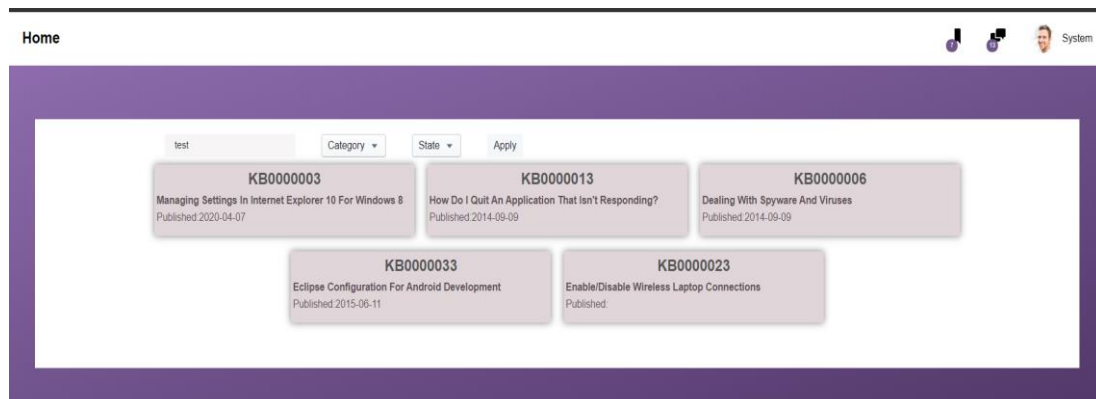 Home
7
System
test
Category
State
Apply
KB0000003
Managing Settings In Internet Explorer 10 For Windows 8
Published:2020-04-07
KB0000013
How Do I Quit An Application That Isn't Responding?
Published:2014-09-09
KB0000006
Dealing With Spyware And Viruses
Published:2014-09-09
KB0000033
Eclipse Configuration For Android Development
Published:2015-06-11
KB0000023
Enable/Disable Wireless Laptop Connections
Published: